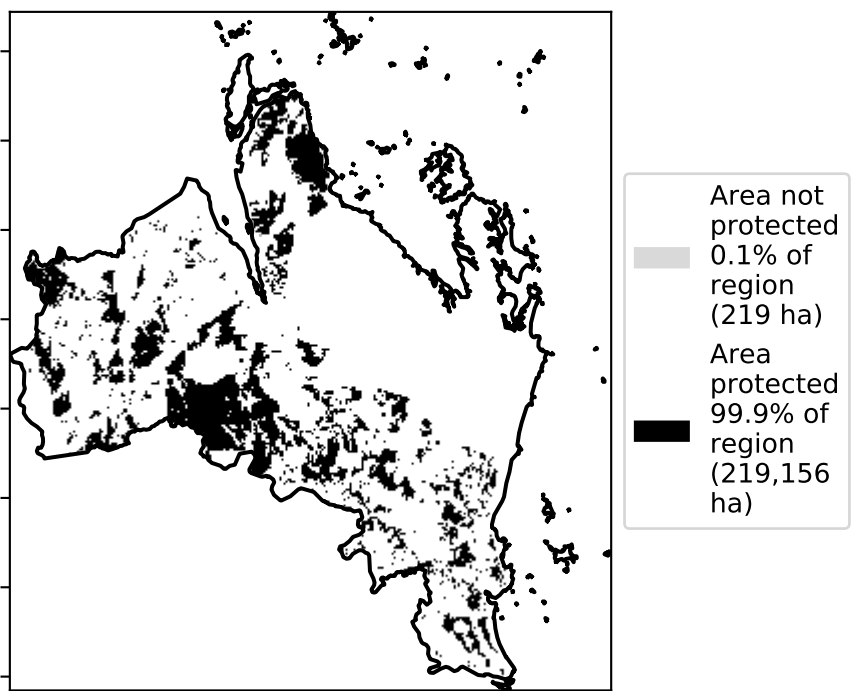 Area not
protected
0.1% of
region
(219 ha)
Area
protected
99.9% of
region
(219,156
ha)